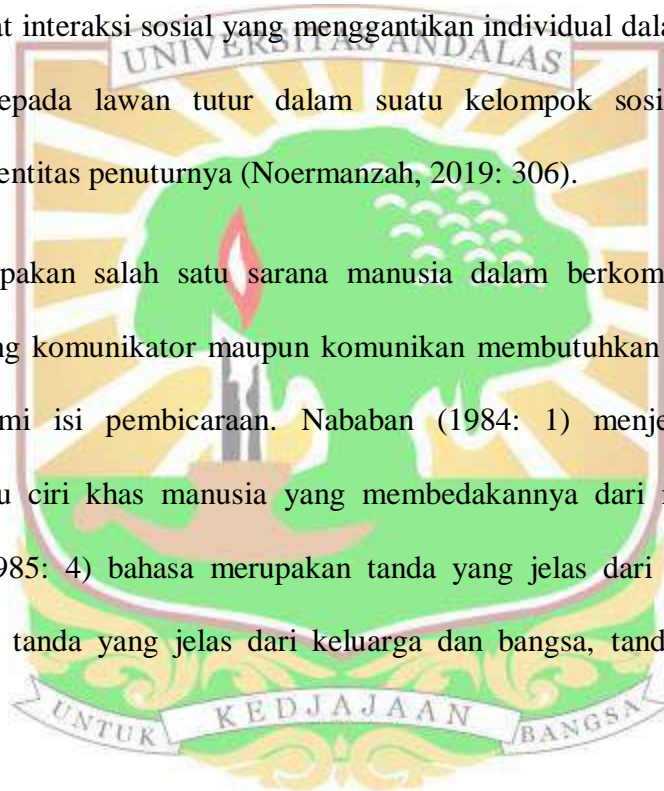 at interaksi sosial yang menggantikan individual dala
UNIVERSITAS ANDALAS
epada lawan tutur dalam suatu kelompok sosi
entitas penuturnya (Noermanzah, 2019: 306).
pakan salah satu sarana manusia dalam berkom
ng komunikator maupun komunikan membutuhkan
mi isi pembicaraan. Nababan (1984: 1) menje
u ciri khas manusia yang membedakannya dari
985: 4) bahasa merupakan tanda yang jelas dari
tanda yang jelas dari keluarga dan bangsa, tand
UNTUK KEDJAJAAN BANGSA